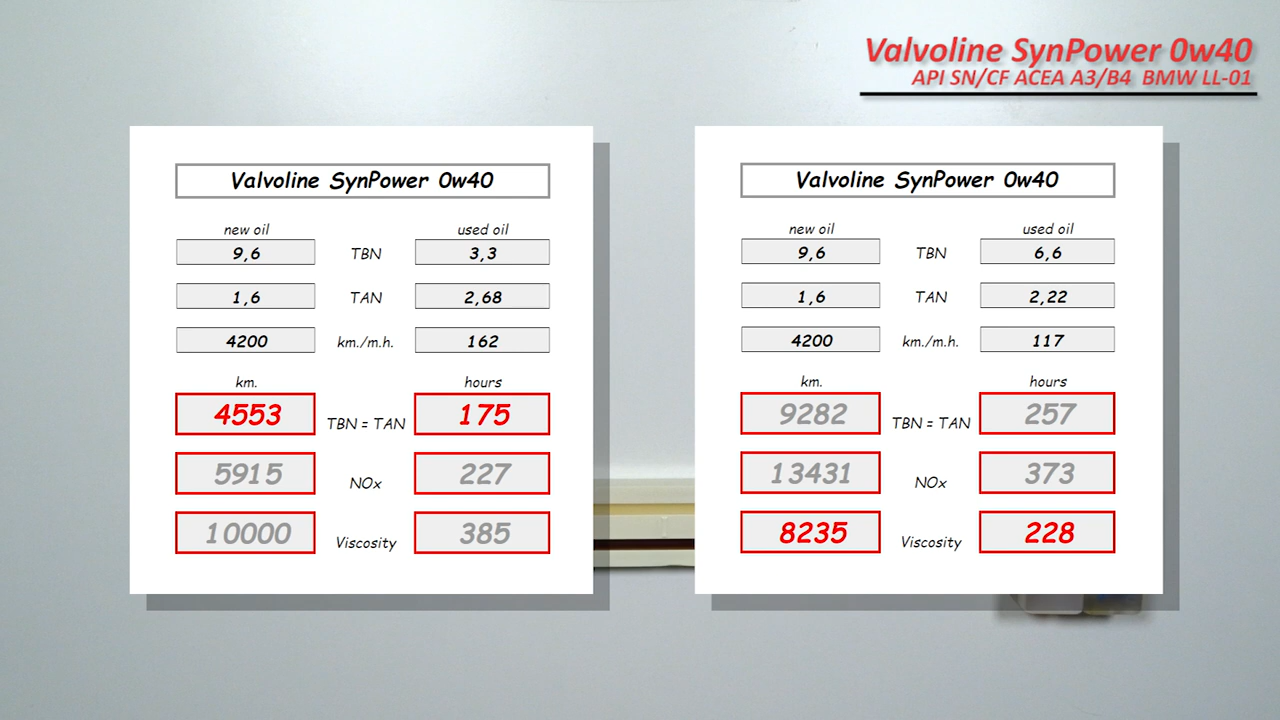 Valvoline SynPower 0w40
API SN/CF ACEA A3/B4 BMW LL-01
Valvoline SynPower 0w40
new oil used oil
9,6 TBN 3,3
1,6 TAN 2,68
4200 km./m.h. 162
km. hours
4553 TBN = TAN 175
5915 NOx 227
10000 Viscosity 385
Valvoline SynPower 0w40
new oil used oil
9,6 TBN 6,6
1,6 TAN 2,22
4200 km./m.h. 117
km. hours
9282 TBN = TAN 257
13431 NOx 373
8235 Viscosity 228